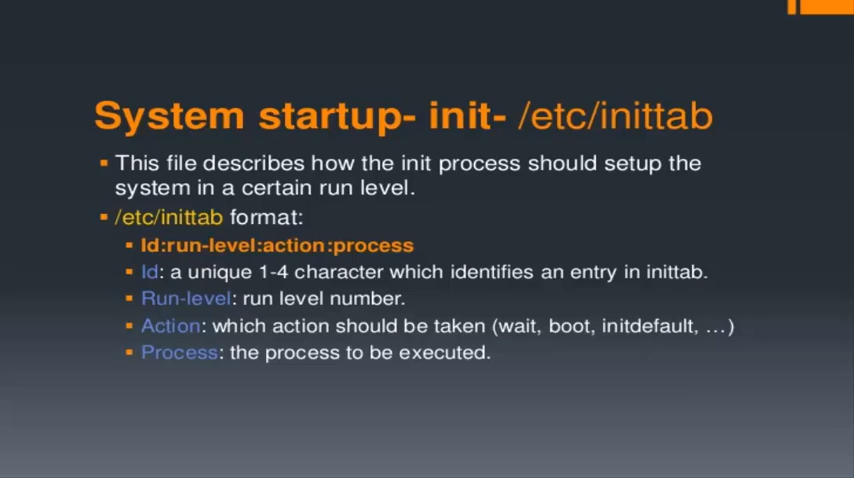 System startup- init- /etc/inittab
This file describes how the init process should setup the
system in a certain run level.
/etc/inittab format:
Id:run-level:action:process
Id: a unique 1-4 character which identifies an entry in inittab.
Run-level: run level number.
Action: which action should be taken (wait, boot, initdefault, …)
Process: the process to be executed.